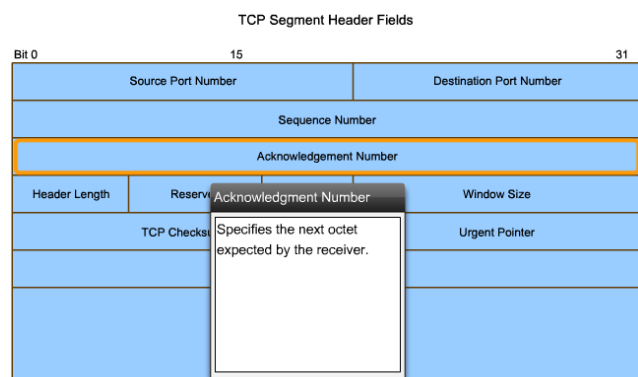 TCP Segment Header Fields
Bit 0 15 31
Source Port Number Destination Port Number
Sequence Number
Acknowledgement Number
Header Length Window Size
Acknowledgment Number
Specifies the next octet
expected by the receiver.
TCP Urgent Pointer